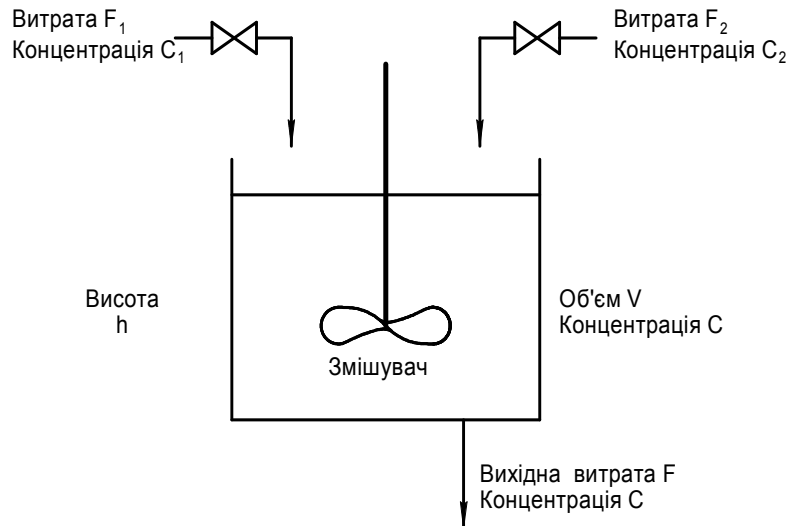 Витрата F₁
Концентрація C₁
Витрата F₂
Концентрація C₂
Висота
h
Об'єм V
Концентрація C
Змішувач
Вихідна витрата F
Концентрація C